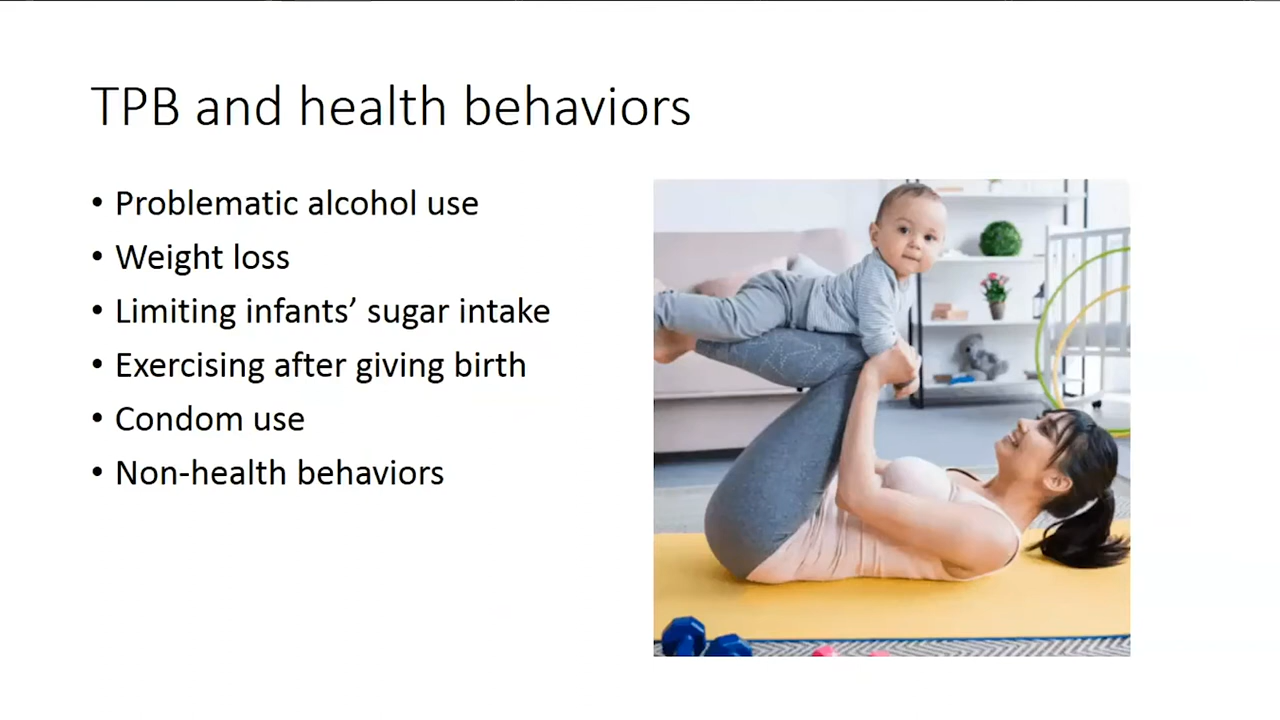 TPB and health behaviors
• Problematic alcohol use
• Weight loss
• Limiting infants’ sugar intake
• Exercising after giving birth
• Condom use
• Non-health behaviors